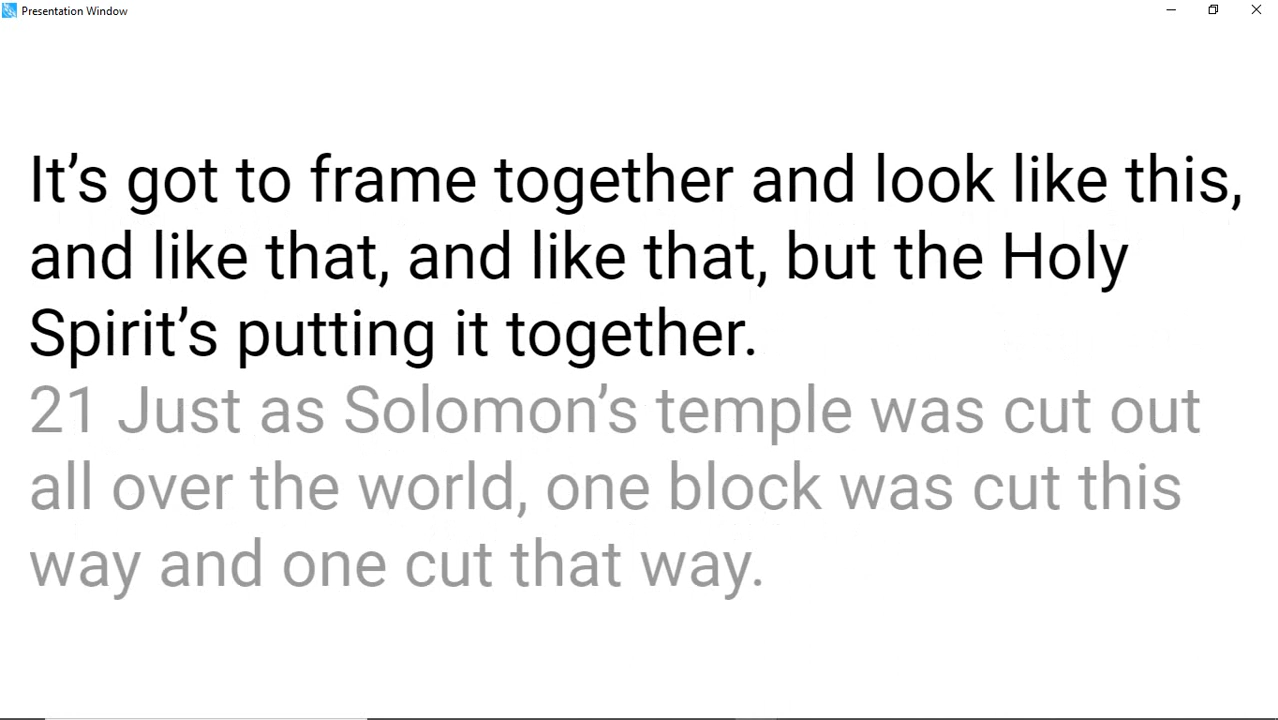 Presentation Window
It’s got to frame together and look like this,
and like that, and like that, but the Holy
Spirit’s putting it together.
21 Just as Solomon’s temple was cut out
all over the world, one block was cut this
way and one cut that way.